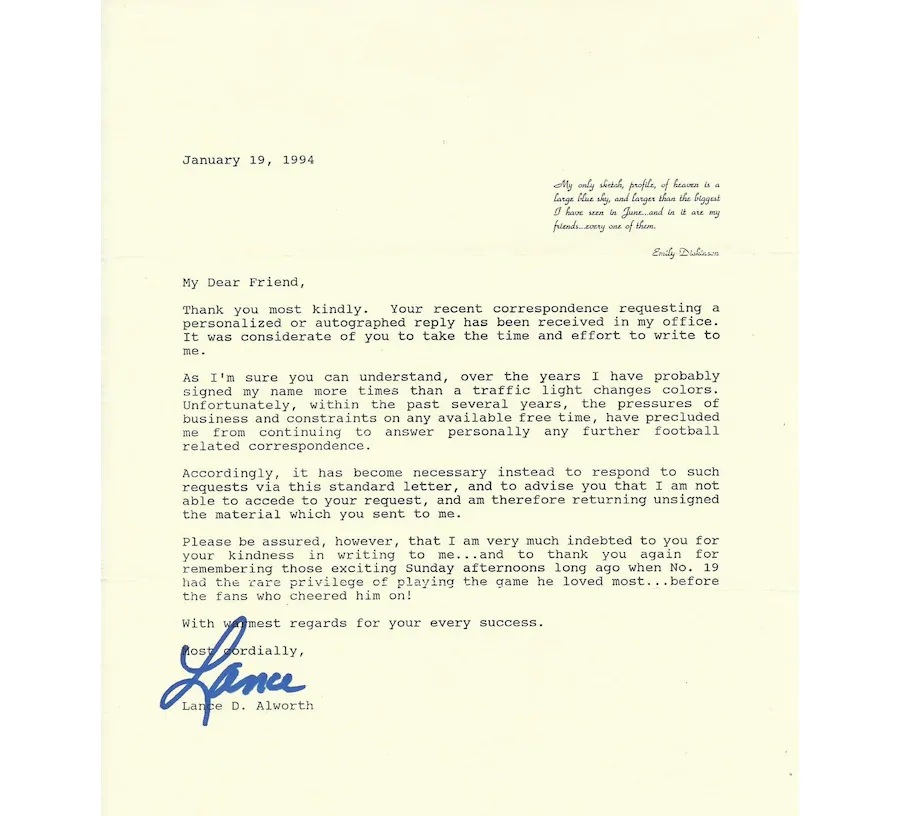 January 19, 1994
My only sketch, profile, of heaven is a
large blue sky, and larger than the biggest
I have seen in June...and in it are my
friends...every one of them.
Emily Dickinson
My Dear Friend,
Thank you most kindly. Your recent correspondence requesting a
personalized or autographed reply has been received in my office.
It was considerate of you to take the time and effort to write to
me.
As I'm sure you can understand, over the years I have probably
signed my name more times than a traffic light changes colors.
Unfortunately, within the past several years, the pressures of
business and constraints on any available free time, have precluded
me from continuing to answer personally any further football
related correspondence.
Accordingly, it has become necessary instead to respond to such
requests via this standard letter, and to advise you that I am not
able to accede to your request, and am therefore returning unsigned
the material which you sent to me.
Please be assured, however, that I am very much indebted to you for
your kindness in writing to me...and to thank you again for
remembering those exciting Sunday afternoons long ago when No. 19
had the rare privilege of playing the game he loved most...before
the fans who cheered him on!
With warmest regards for your every success.
Most cordially,
Lance
Lance D. Alworth